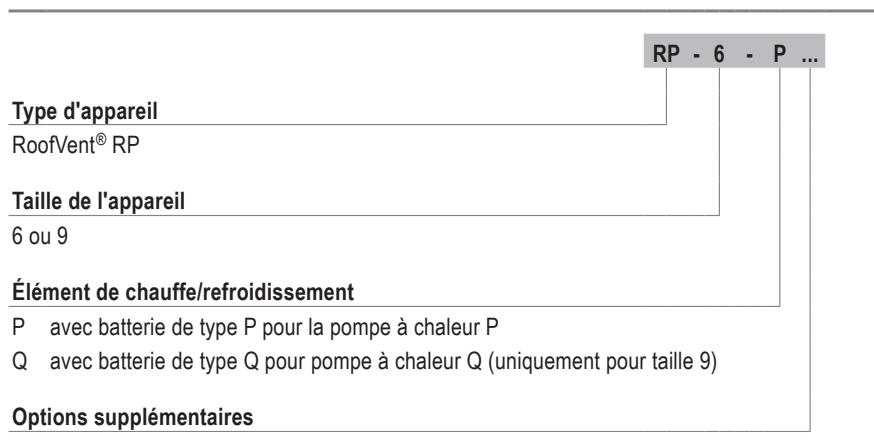 RP - 6 - P ...
Type d'appareil
RoofVent® RP
Taille de l'appareil
6 ou 9
Élément de chauffe/refroidissement
P avec batterie de type P pour la pompe à chaleur P
Q avec batterie de type Q pour pompe à chaleur Q (uniquement pour taille 9)
Options supplémentaires